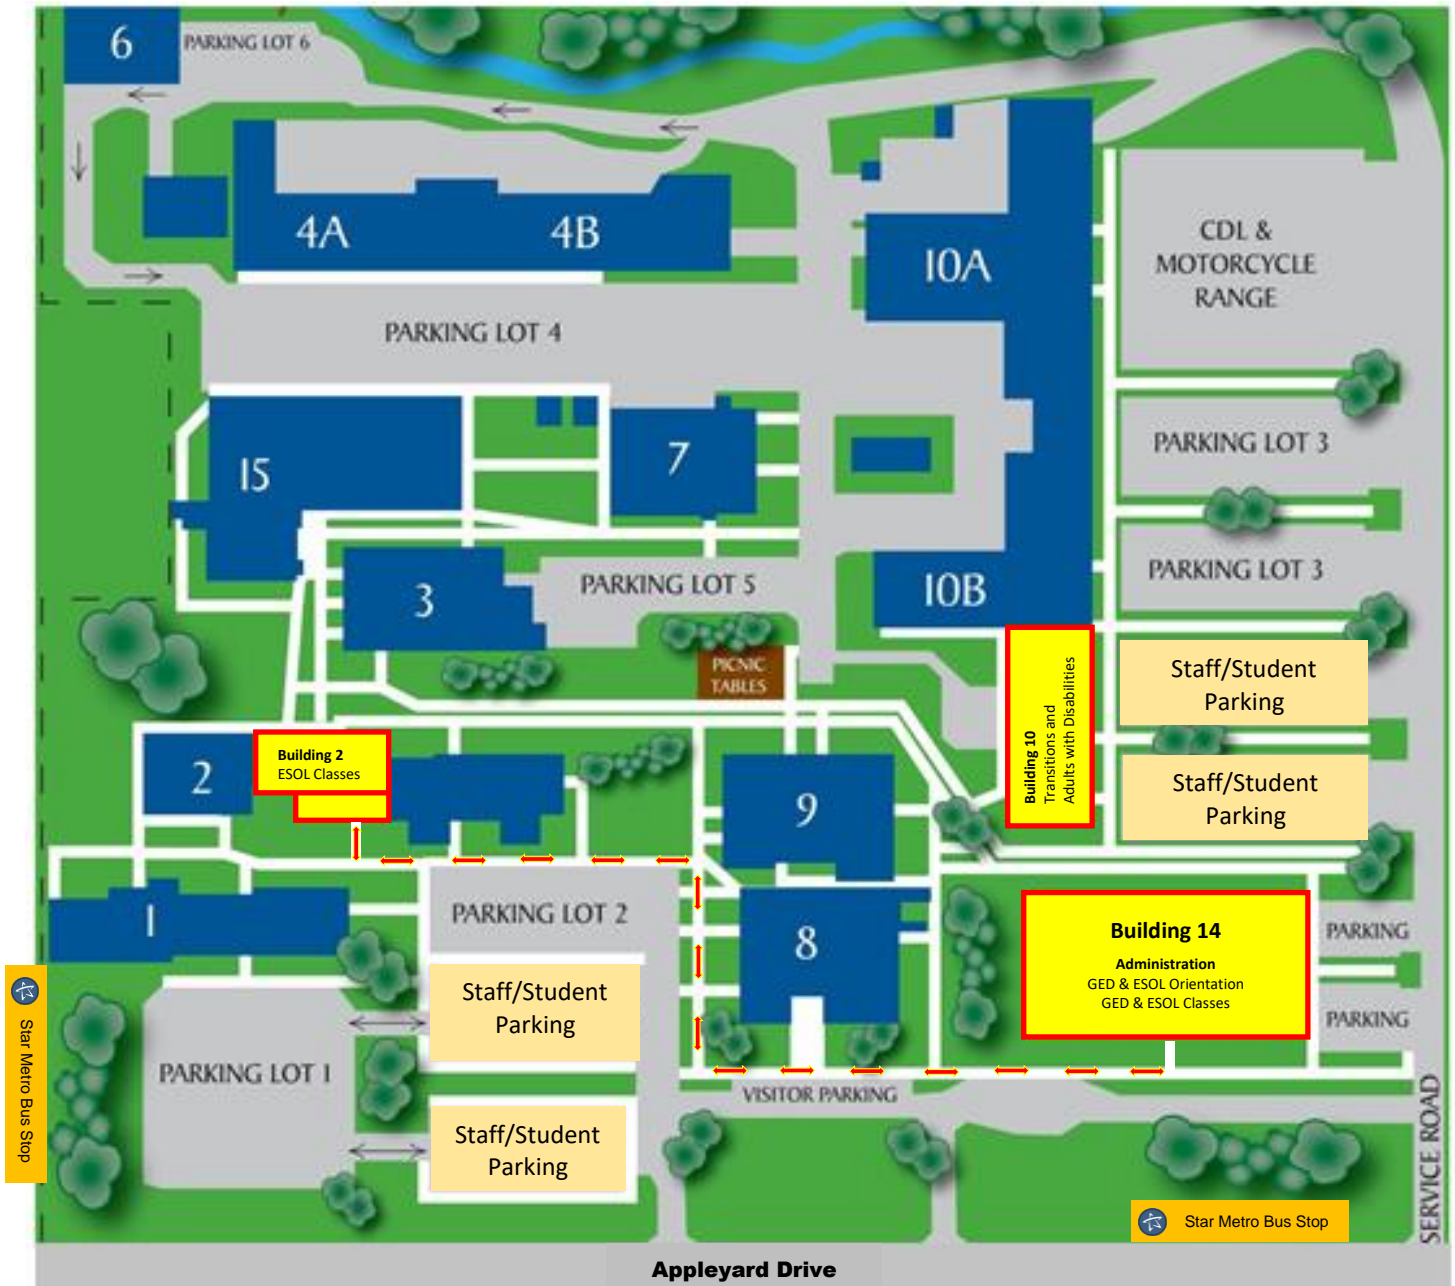 6
PARKING LOT 6
4A
4B
10A
CDL &
MOTORCYCLE
RANGE
PARKING LOT 4
15
7
PARKING LOT 3
3
PARKING LOT 5
10B
PARKING LOT 3
PICNIC
TABLES
Building 10
Transitions and
Adults with Disabilities
Staff/Student
Parking
Staff/Student
Parking
2
Building 2
ESOL Classes
9
1
PARKING LOT 2
8
Building 14
Administration
GED & ESOL Orientation
GED & ESOL Classes
PARKING
PARKING
Staff/Student
Parking
Star Metro Bus Stop
PARKING LOT 1
VISITOR PARKING
Staff/Student
Parking
SERVICE ROAD
Star Metro Bus Stop
Appleyard Drive